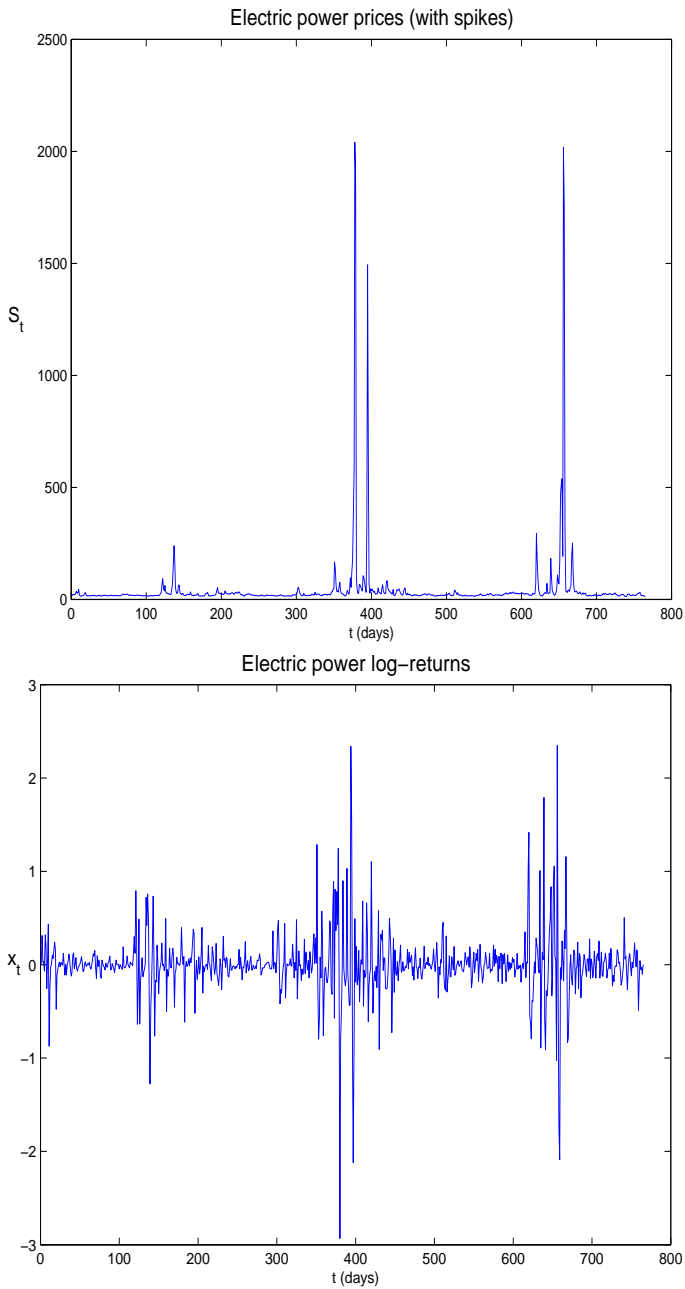 Electric power prices (with spikes)
2500
2000
1500
1000
500
0
S_t
0 100 200 300 400 500 600 700 800
t (days)
Electric power log−returns
3
2
1
0
−1
−2
−3
x_t
0 100 200 300 400 500 600 700 800
t (days)